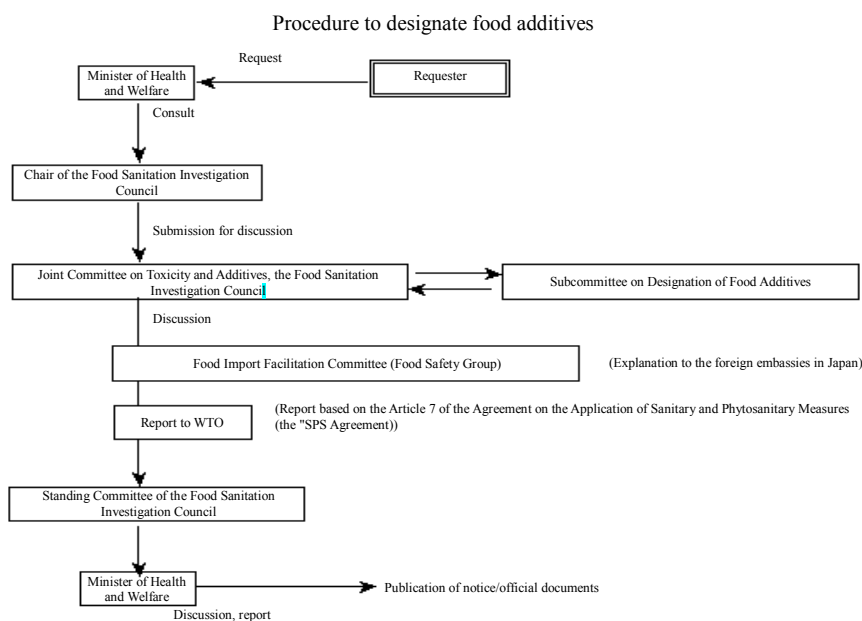 Procedure to designate food additives
Request
Minister of Health
and Welfare
Requester
Consult
Chair of the Food Sanitation Investigation
Council
Submission for discussion
Joint Committee on Toxicity and Additives, the Food Sanitation
Investigation Council
Subcommittee on Designation of Food Additives
Discussion
Food Import Facilitation Committee (Food Safety Group)
(Explanation to the foreign embassies in Japan)
Report to WTO
(Report based on the Article 7 of the Agreement on the Application of Sanitary and Phytosanitary Measures
(the "SPS Agreement))
Standing Committee of the Food Sanitation
Investigation Council
Minister of Health
and Welfare
Publication of notice/official documents
Discussion, report